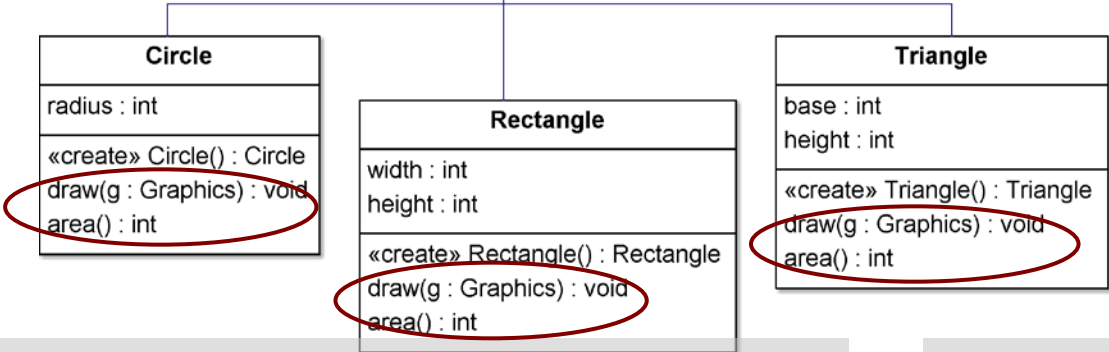 Circle
radius : int
«create» Circle() : Circle
draw(g : Graphics) : void
area() : int
Rectangle
width : int
height : int
«create» Rectangle() : Rectangle
draw(g : Graphics) : void
area() : int
Triangle
base : int
height : int
«create» Triangle() : Triangle
draw(g : Graphics) : void
area() : int